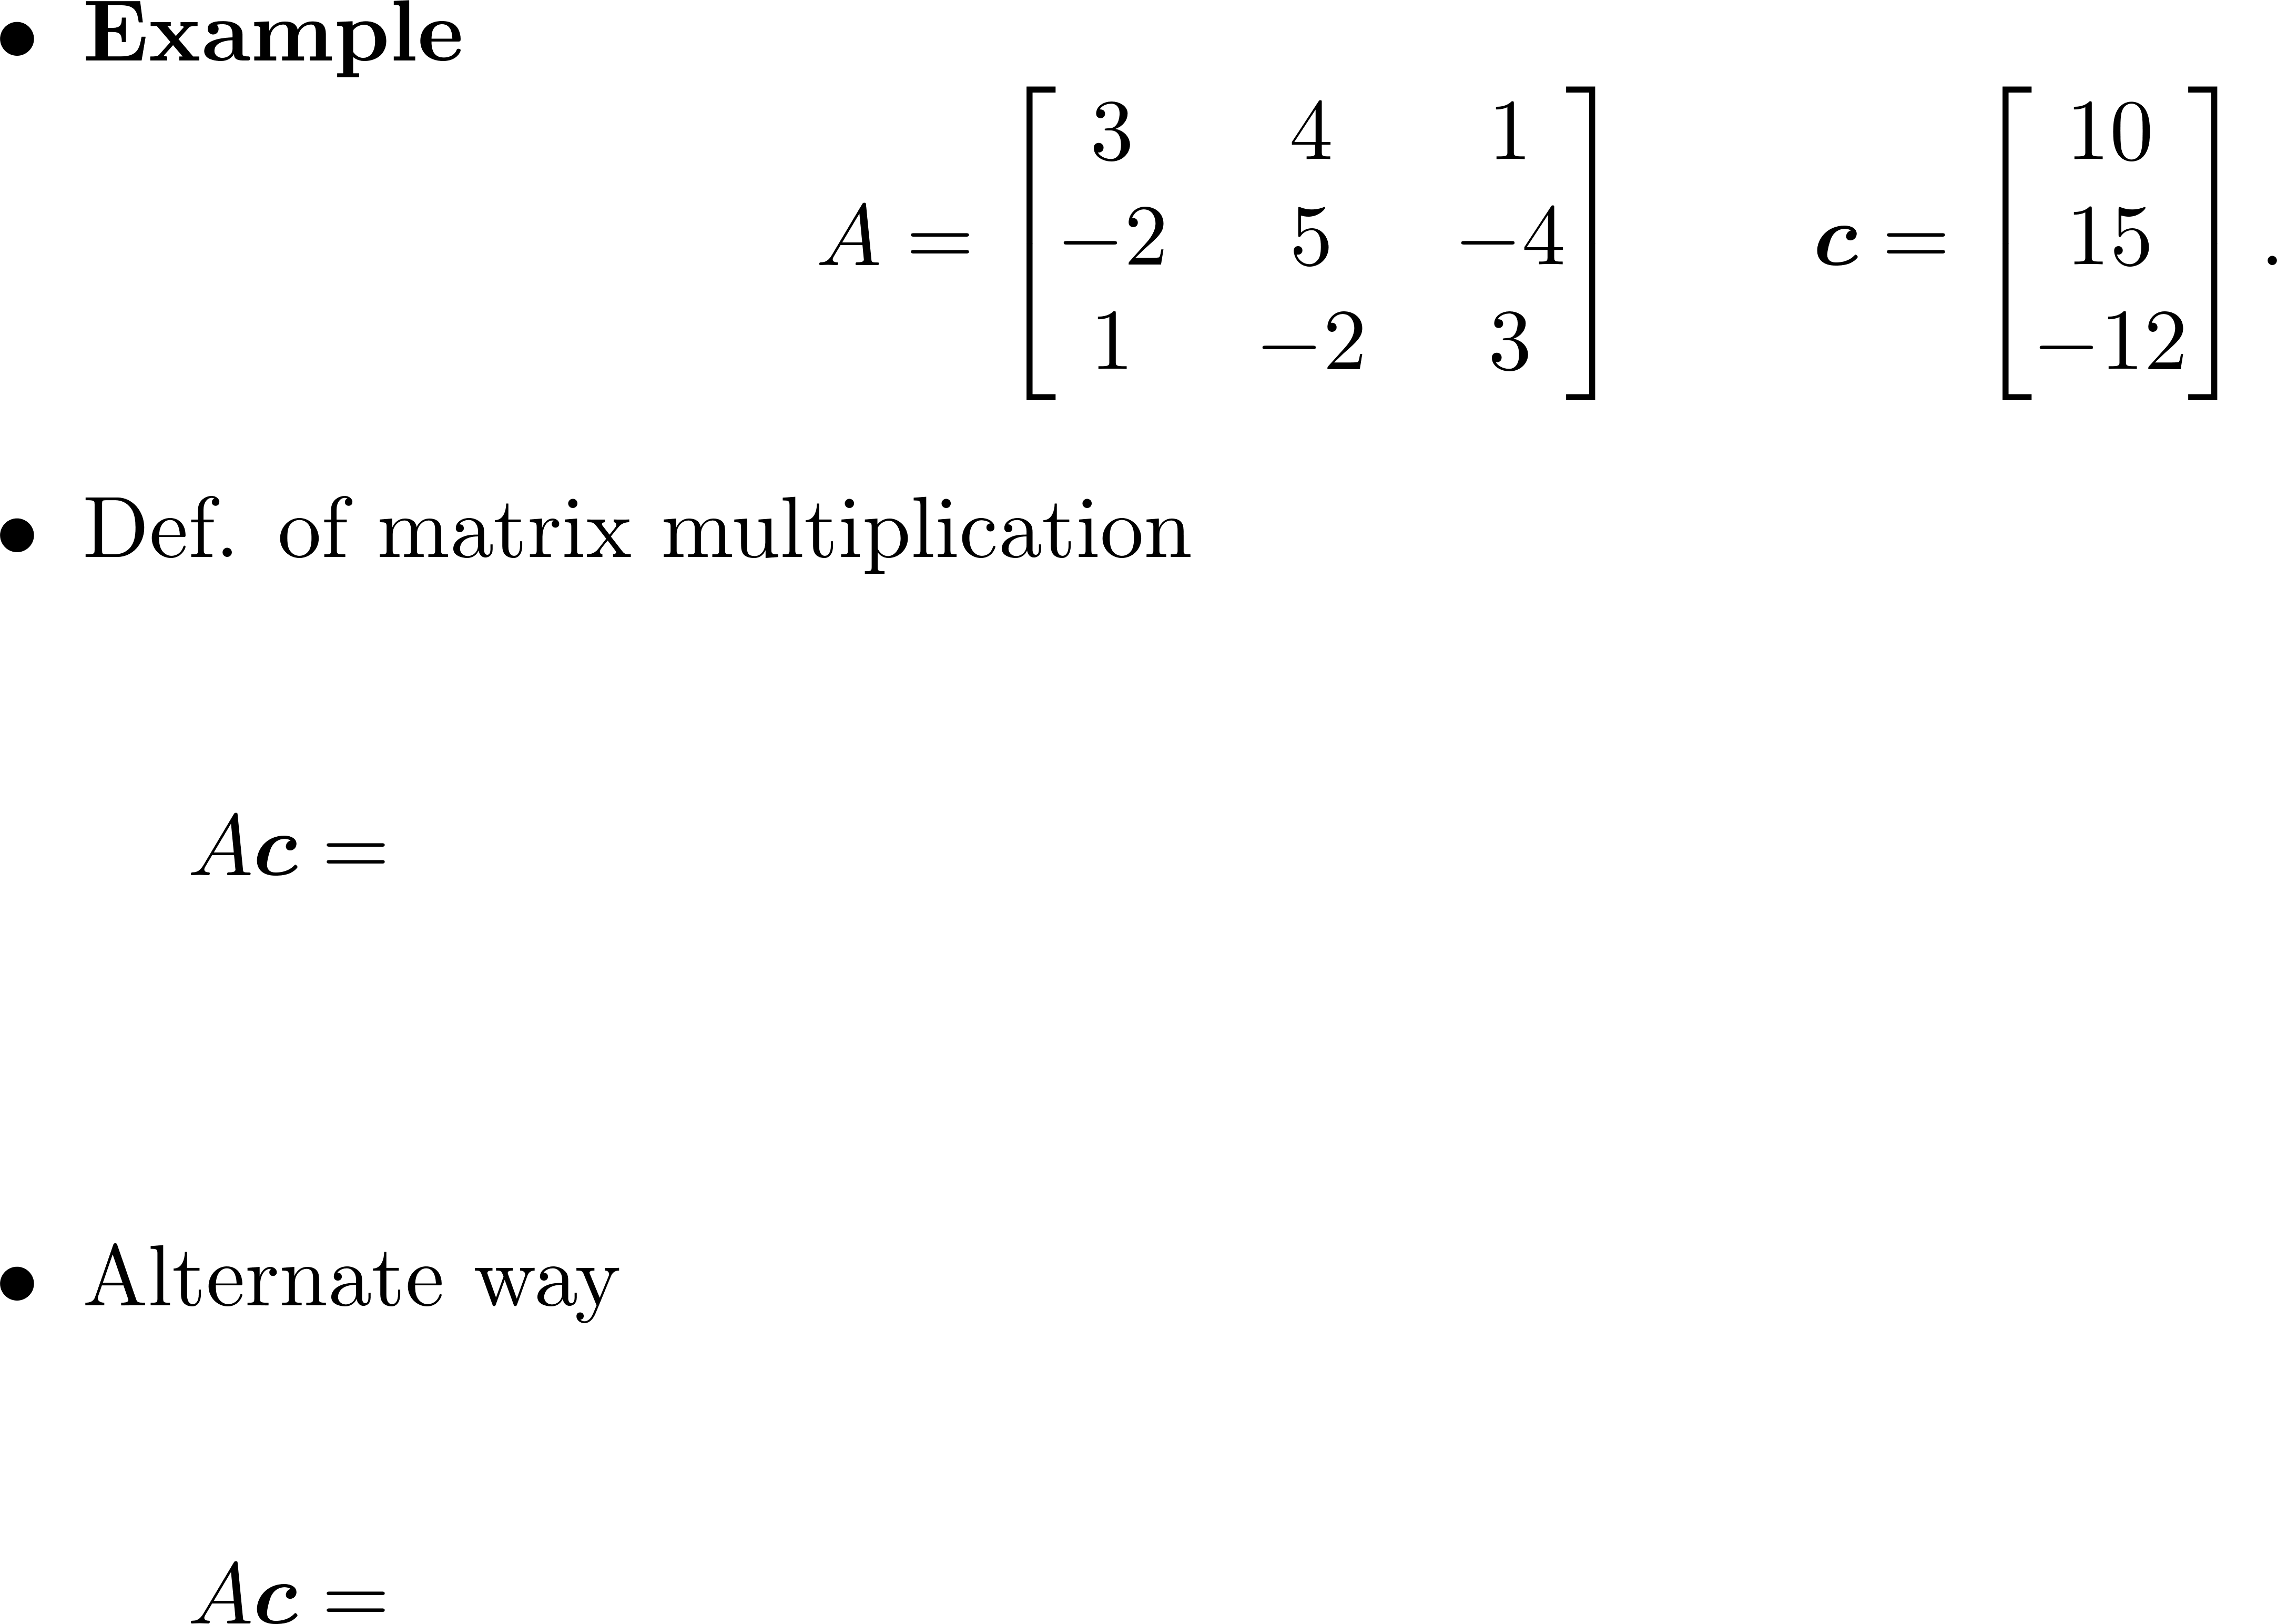 • Example
A = [ 3 4 1 ; −2 5 −4 ; 1 −2 3 ] c = [ 10 ; 15 ; −12 ] .
• Def. of matrix multiplication
Ac =
• Alternate way
Ac =